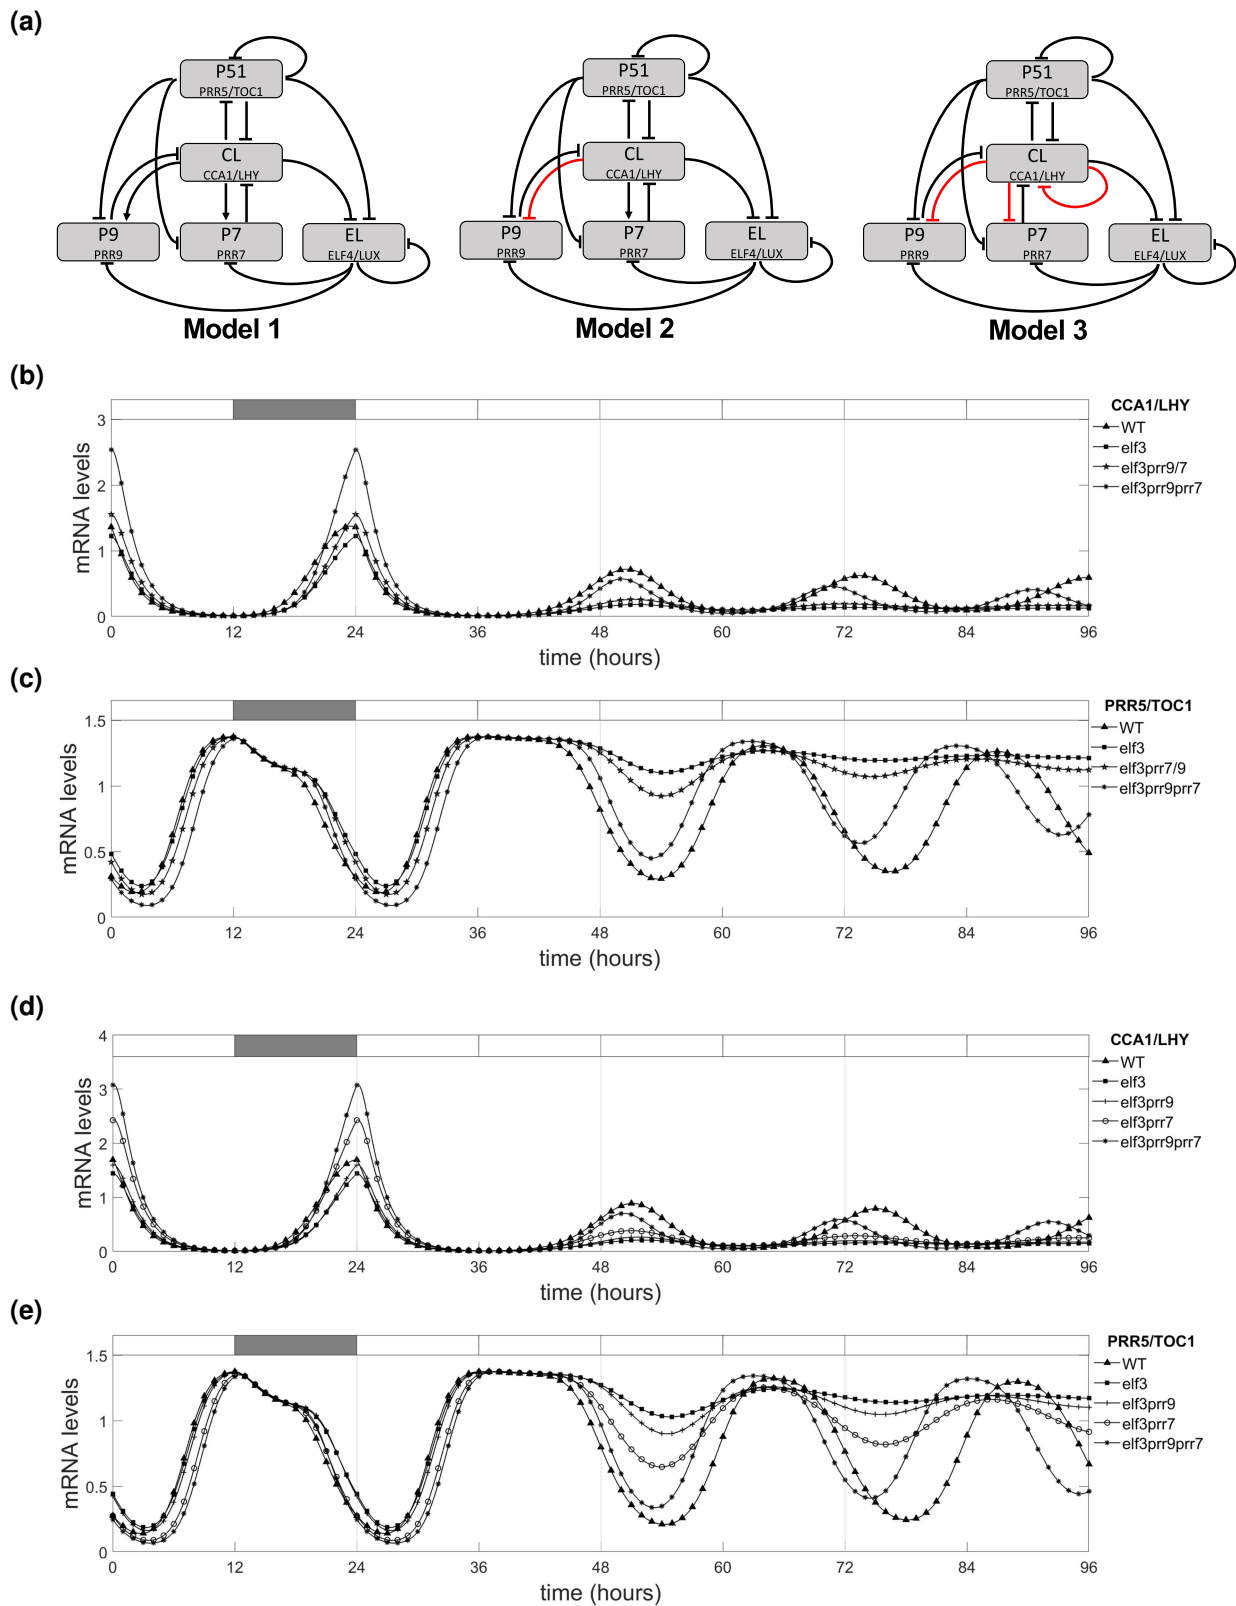 (a)
P51
PRR5/TOC1
CL
CCA1/LHY
P9
PRR9
P7
PRR7
EL
ELF4/LUX
Model 1
P51
PRR5/TOC1
CL
CCA1/LHY
P9
PRR9
P7
PRR7
EL
ELF4/LUX
Model 2
P51
PRR5/TOC1
CL
CCA1/LHY
P9
PRR9
P7
PRR7
EL
ELF4/LUX
Model 3
(b)
mRNA levels
3
2
1
0
0 12 24 36 48 60 72 84 96
time (hours)
CCA1/LHY
WT
elf3
elf3prr9/7
elf3prr9prr7
(c)
mRNA levels
1.5
1
0.5
0
0 12 24 36 48 60 72 84 96
time (hours)
PRR5/TOC1
WT
elf3
elf3prr7/9
elf3prr9prr7
(d)
mRNA levels
4
3
2
1
0
0 12 24 36 48 60 72 84 96
time (hours)
CCA1/LHY
WT
elf3
elf3prr9
elf3prr7
elf3prr9prr7
(e)
mRNA levels
1.5
1
0.5
0
0 12 24 36 48 60 72 84 96
time (hours)
PRR5/TOC1
WT
elf3
elf3prr9
elf3prr7
elf3prr9prr7